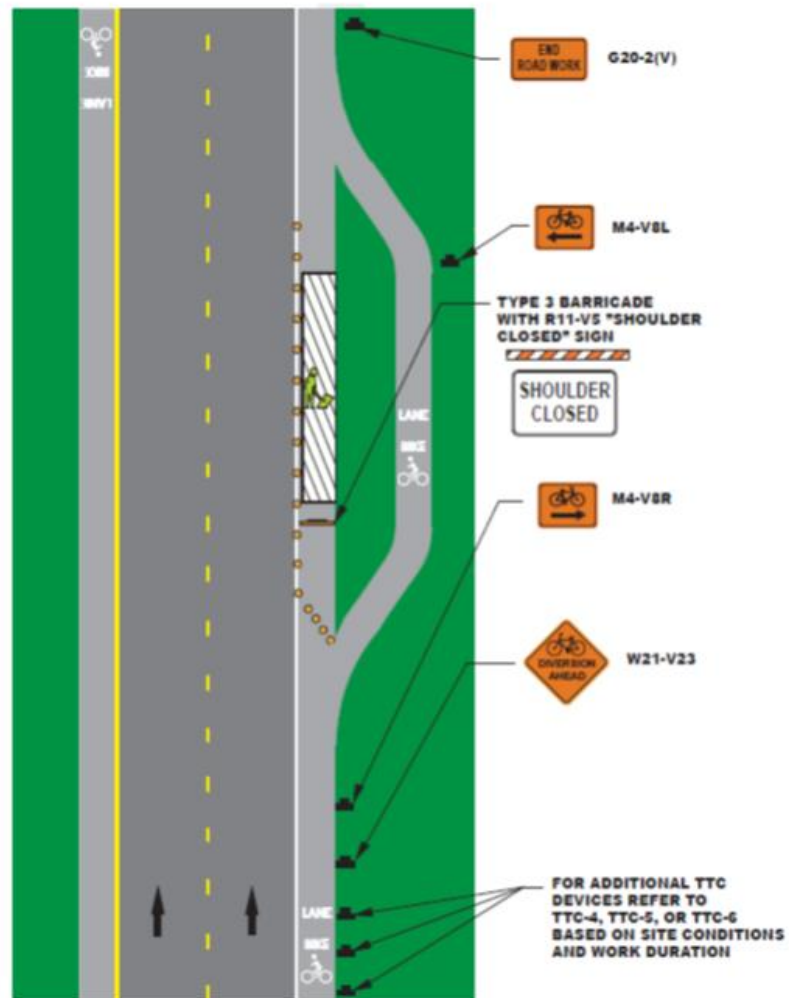 END
ROAD WORK
G20-2(V)
BIKE
LANE
M4-V8L
TYPE 3 BARRICADE
WITH R11-V5 "SHOULDER
CLOSED" SIGN
SHOULDER
CLOSED
LANE
BIKE
M4-V8R
DIVERSION
AHEAD
W21-V23
LANE
BIKE
FOR ADDITIONAL TTC
DEVICES REFER TO
TTC-4, TTC-5, OR TTC-6
BASED ON SITE CONDITIONS
AND WORK DURATION